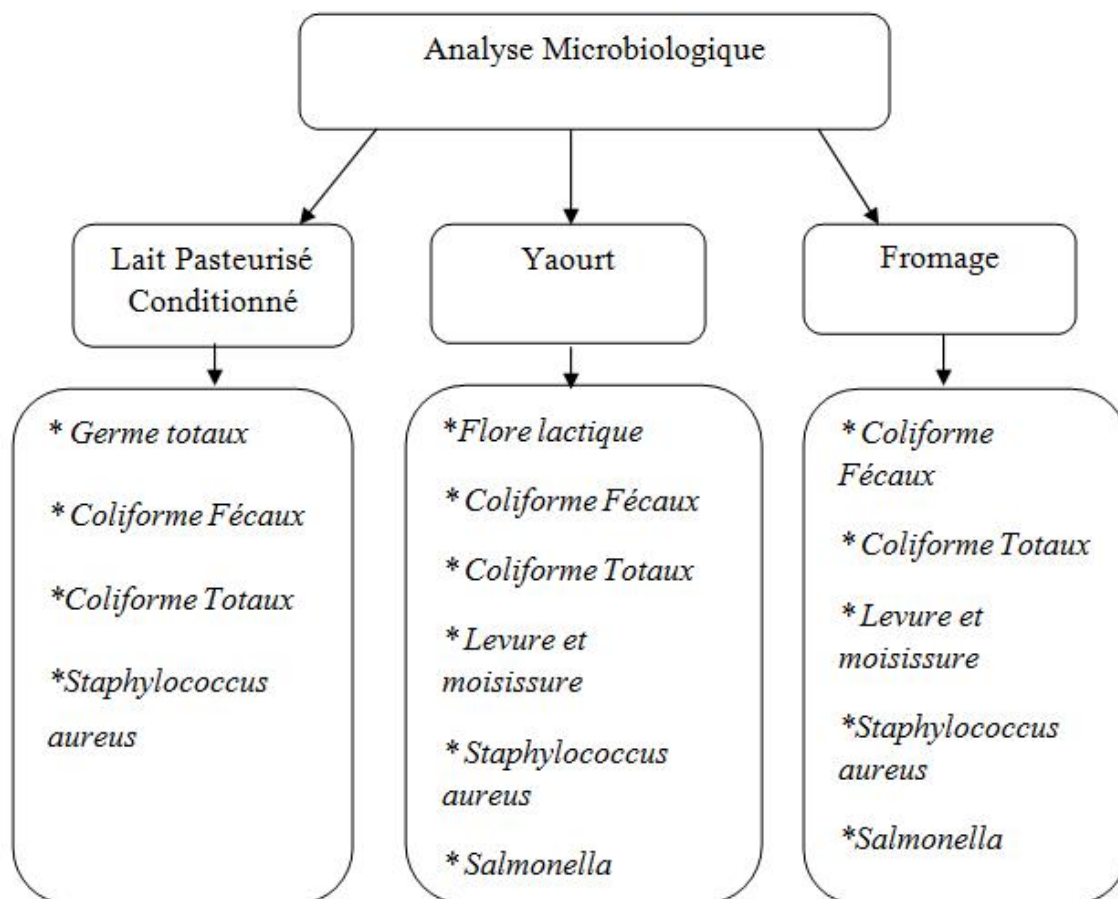 Analyse Microbiologique
Lait Pasteurisé
Conditionné
Yaourt
Fromage
* Germe totaux
* Coliforme Fécaux
*Coliforme Totaux
*Staphylococcus
aureus
*Flore lactique
* Coliforme Fécaux
* Coliforme Totaux
* Levure et
moisissure
* Staphylococcus
aureus
* Salmonella
* Coliforme
Fécaux
* Coliforme Totaux
* Levure et
moisissure
*Staphylococcus
aureus
*Salmonella